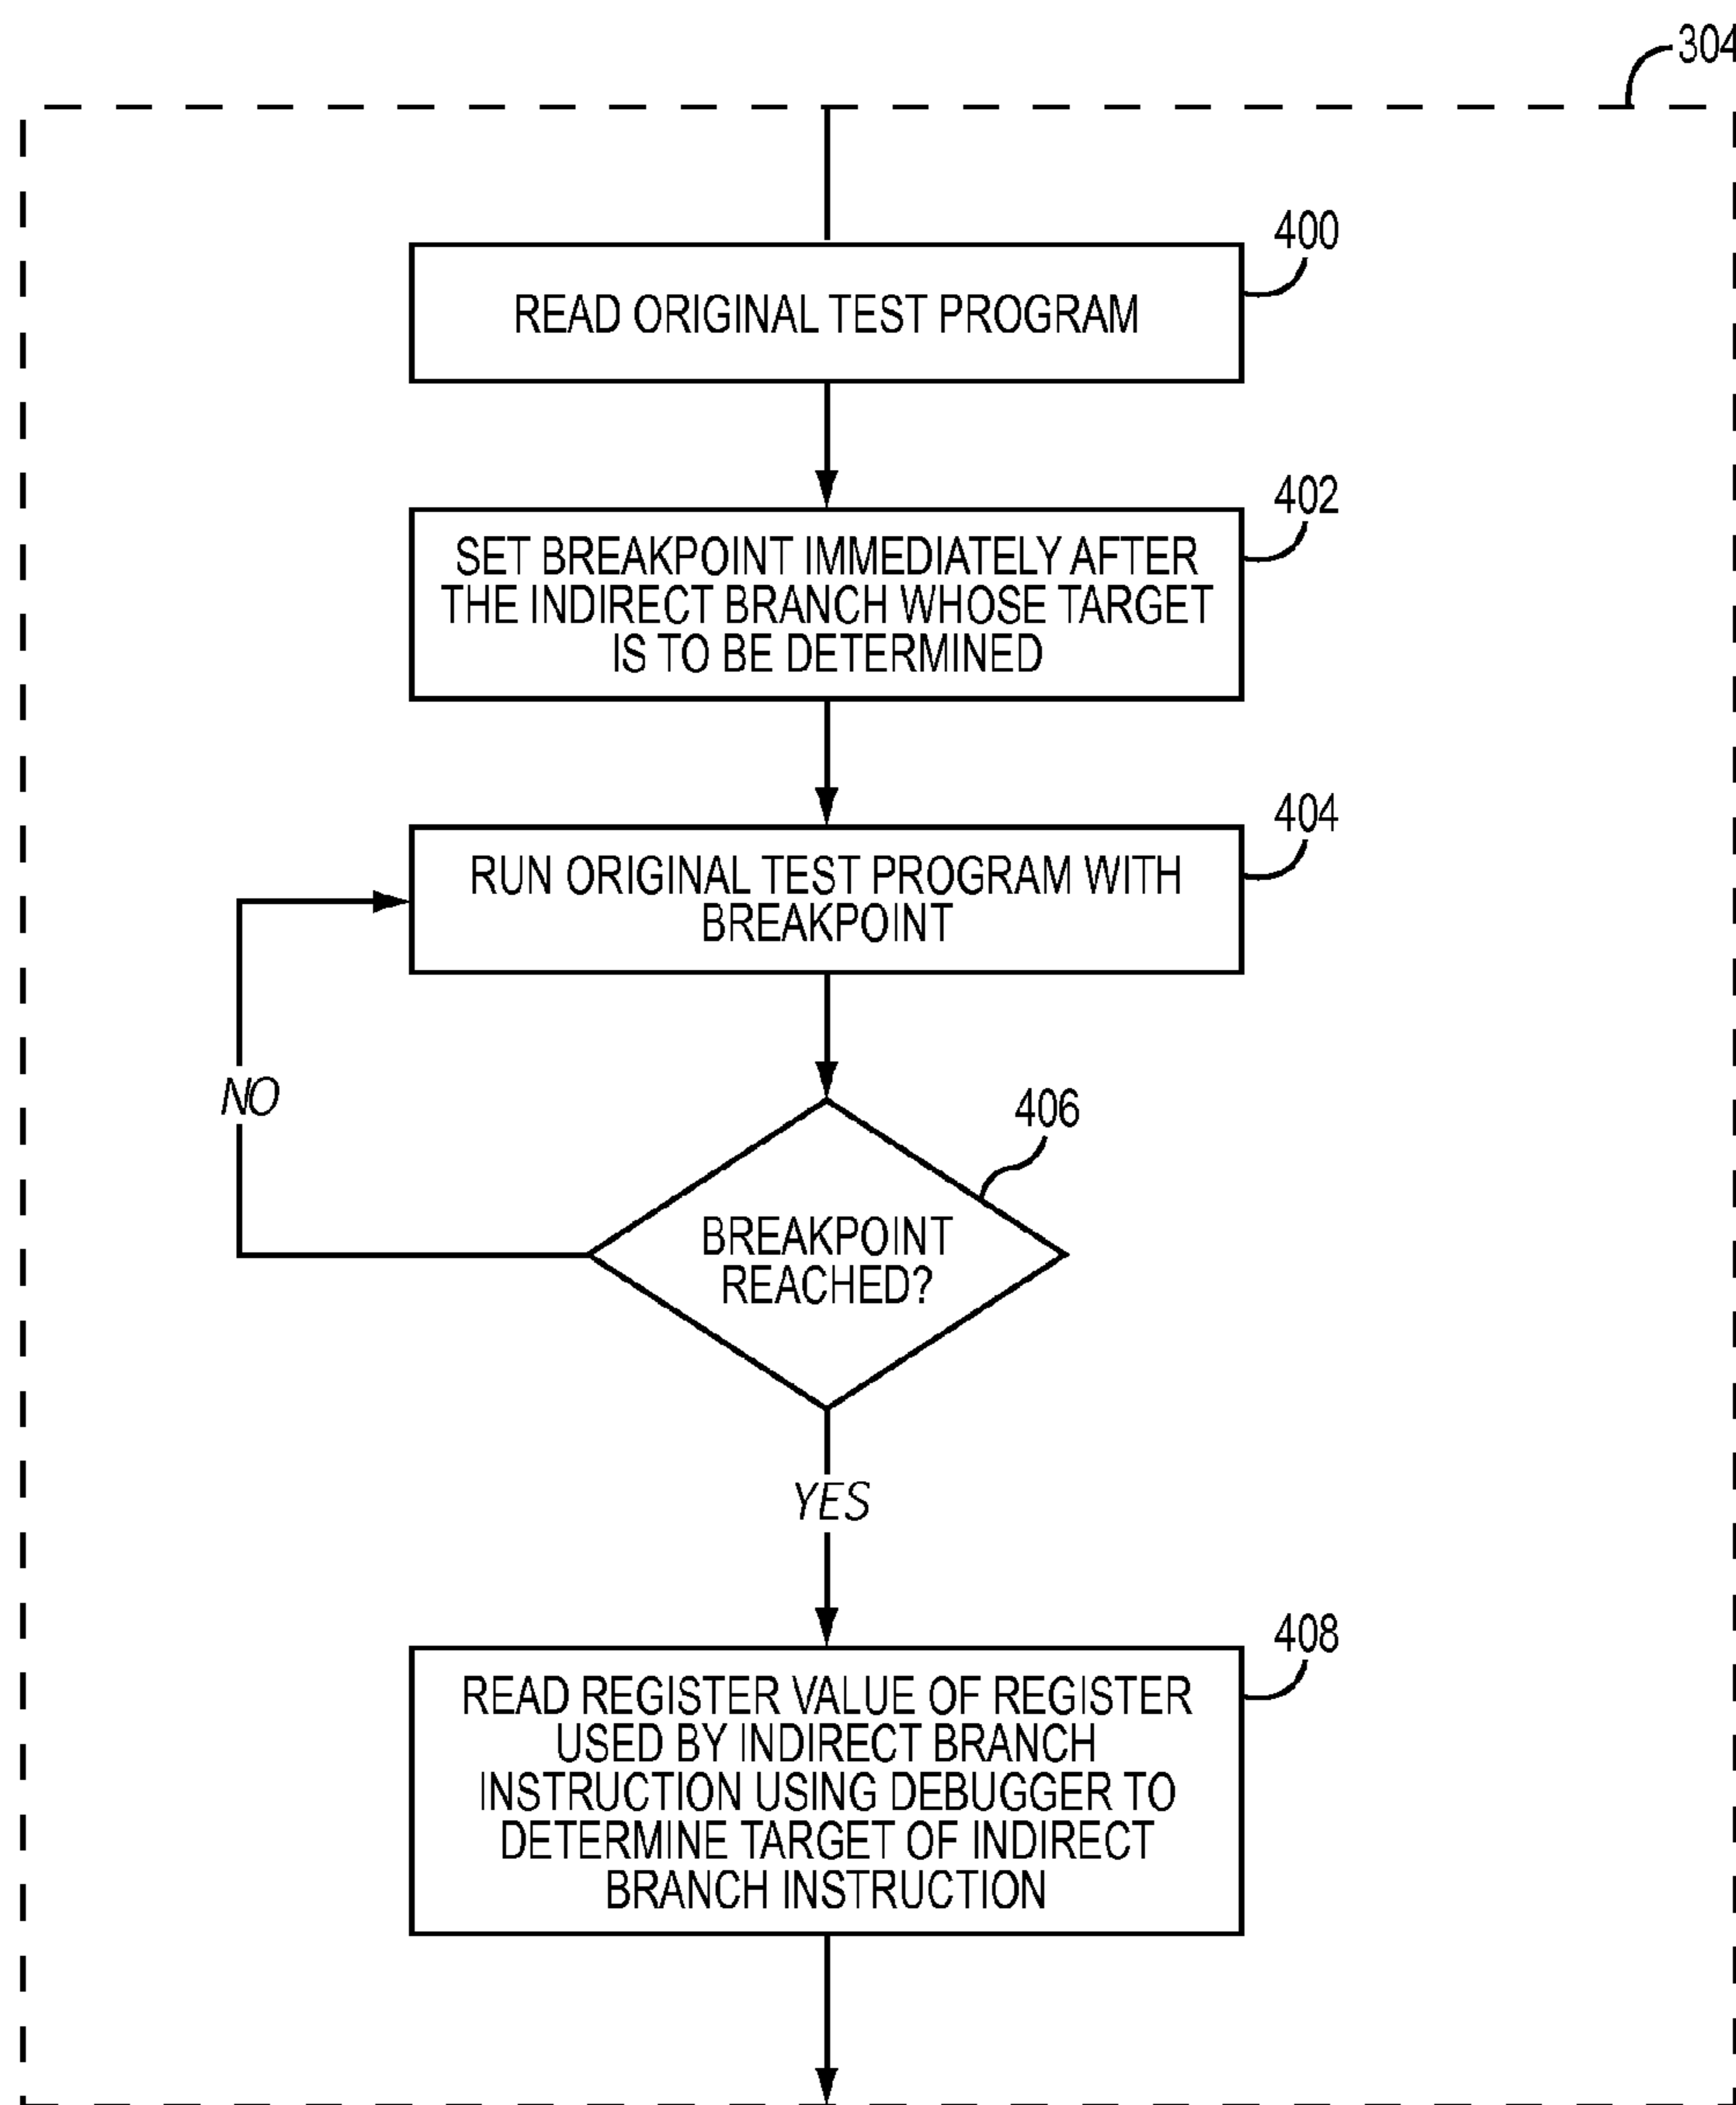 304
400
READ ORIGINAL TEST PROGRAM
402
SET BREAKPOINT IMMEDIATELY AFTER
THE INDIRECT BRANCH WHOSE TARGET
IS TO BE DETERMINED
404
RUN ORIGINAL TEST PROGRAM WITH
BREAKPOINT
NO
406
BREAKPOINT
REACHED?
YES
408
READ REGISTER VALUE OF REGISTER
USED BY INDIRECT BRANCH
INSTRUCTION USING DEBUGGER TO
DETERMINE TARGET OF INDIRECT
BRANCH INSTRUCTION